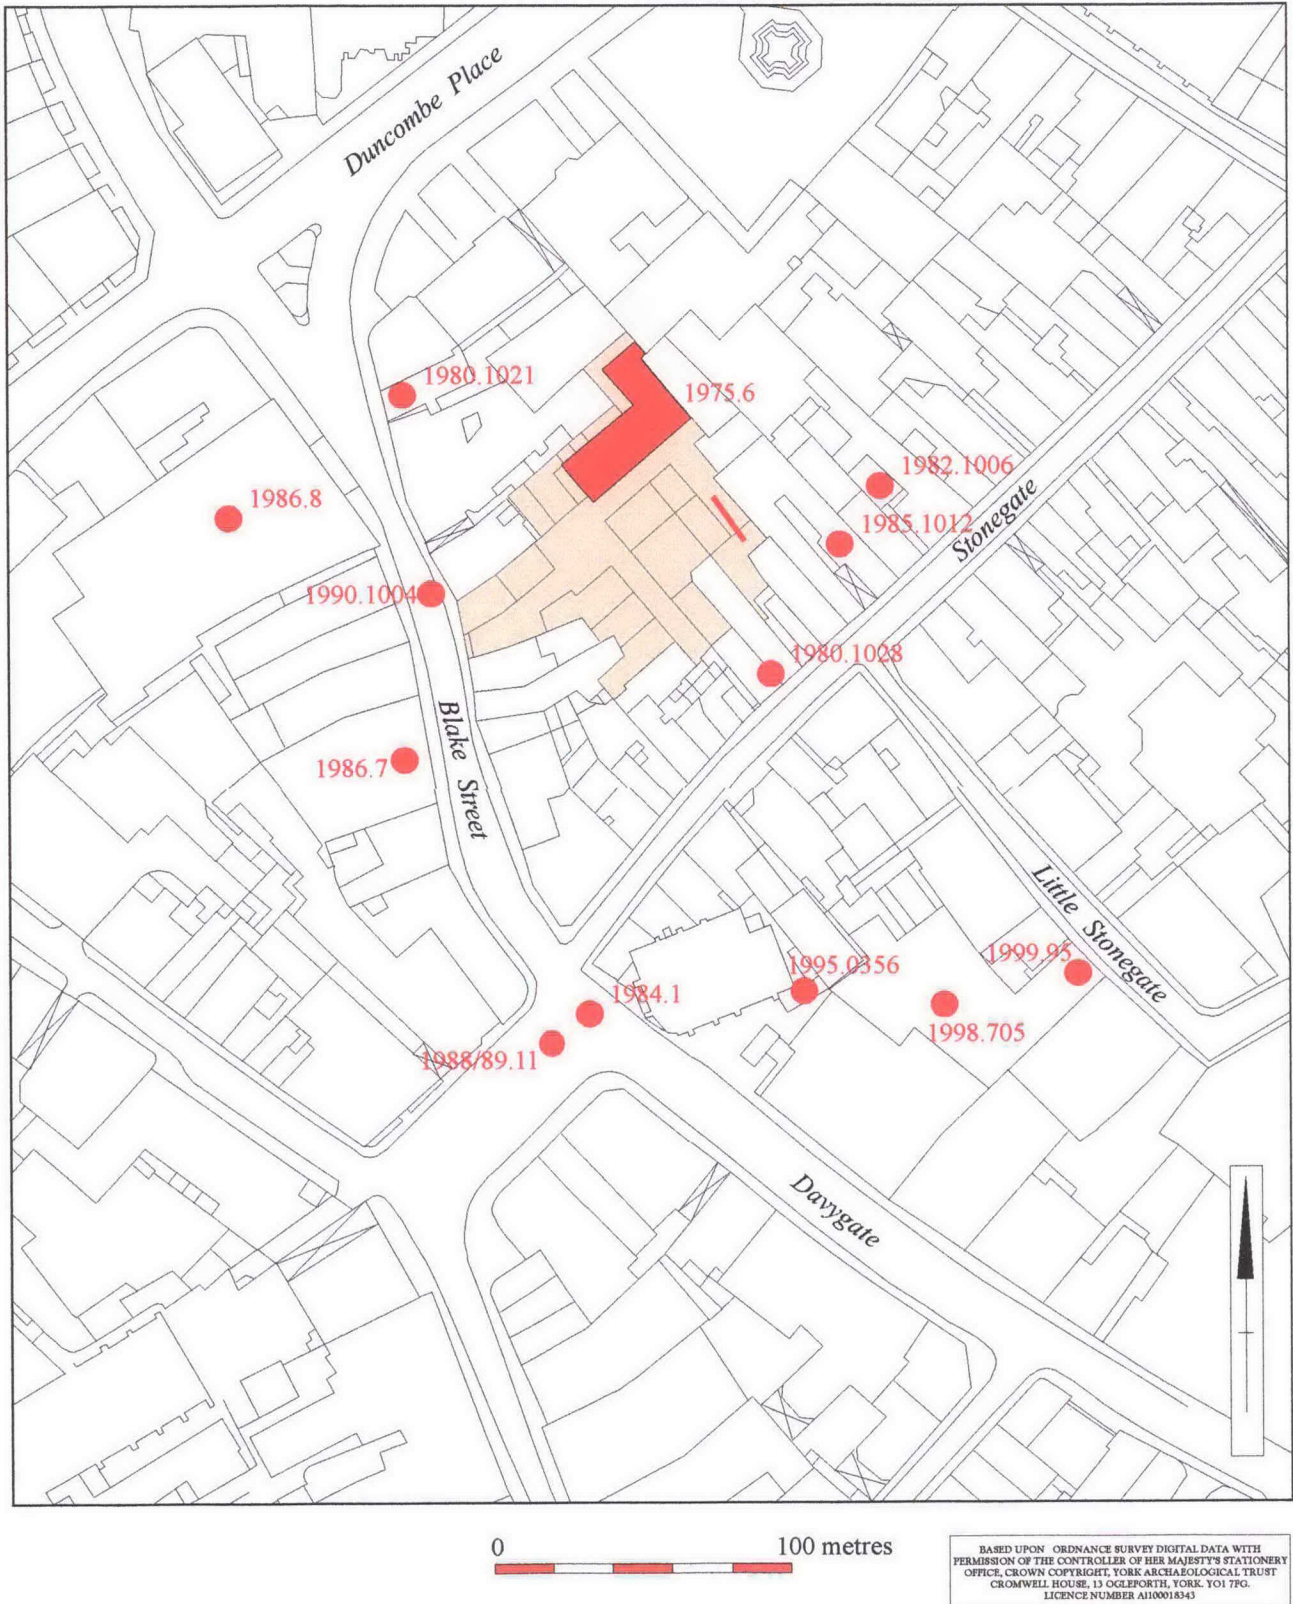 Duncombe Place
1980.1021
1975.6
1982.1006
1986.8
1985.1012
Stonegate
1990.1004
1980.1028
Blake Street
1986.7
Little Stonegate
1999.95
1995.0356
1984.1
1998.705
1988/89.11
Davygate
0 100 metres
BASED UPON ORDNANCE SURVEY DIGITAL DATA WITH
PERMISSION OF THE CONTROLLER OF HER MAJESTY'S STATIONERY
OFFICE, CROWN COPYRIGHT, YORK ARCHAEOLOGICAL TRUST
CROMWELL HOUSE, 13 OGLEFORTH, YORK. YO1 7FG.
LICENCE NUMBER A1100018343